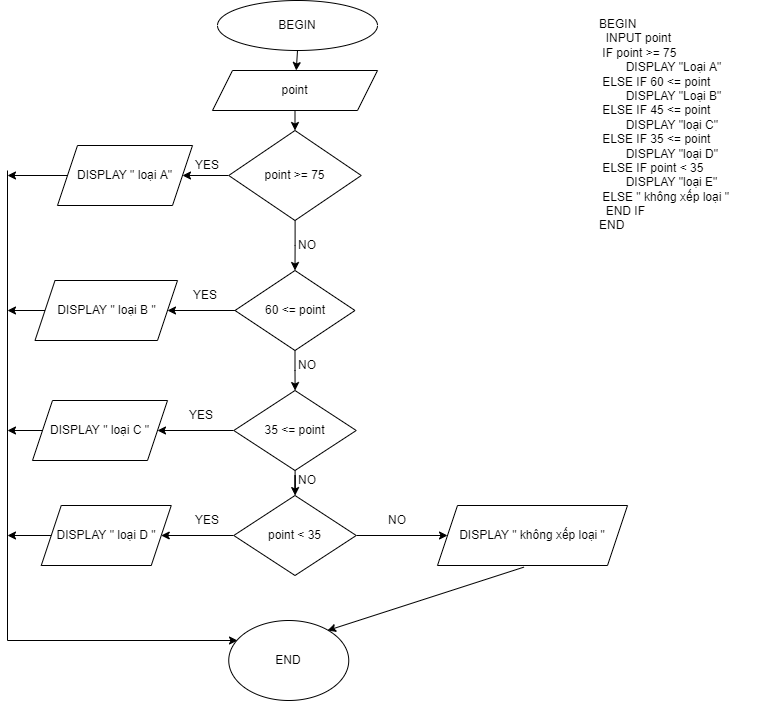 BEGIN
point
point >= 75
YES
DISPLAY " loại A"
NO
60 <= point
YES
DISPLAY " loại B "
NO
35 <= point
YES
DISPLAY " loại C "
NO
point < 35
YES
DISPLAY " loại D "
NO
DISPLAY " không xếp loại "
END
BEGIN
INPUT point
IF point >= 75
DISPLAY "Loại A"
ELSE IF 60 <= point
DISPLAY "Loại B"
ELSE IF 45 <= point
DISPLAY "loại C"
ELSE IF 35 <= point
DISPLAY "loại D"
ELSE IF point < 35
DISPLAY "loại E"
ELSE " không xếp loại "
END IF
END